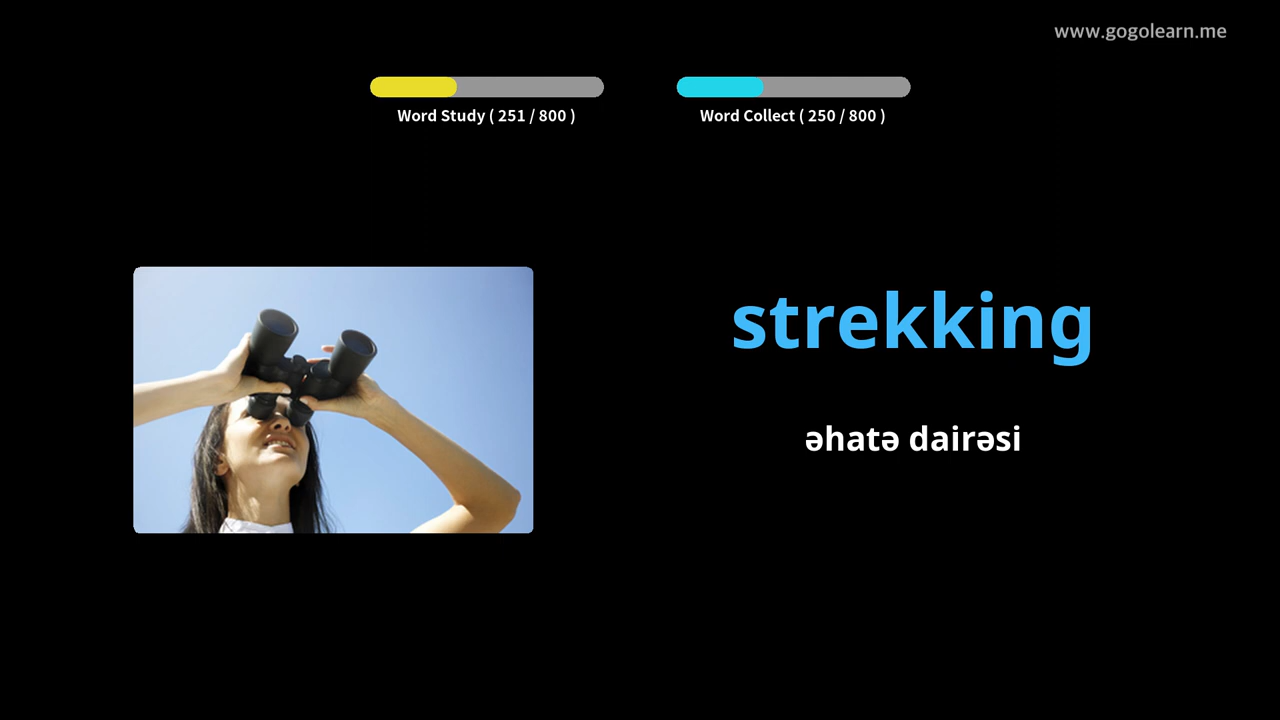 www.gogolearn.me
Word Study ( 251 / 800 )
Word Collect ( 250 / 800 )
strekking
əhatə dairəsi